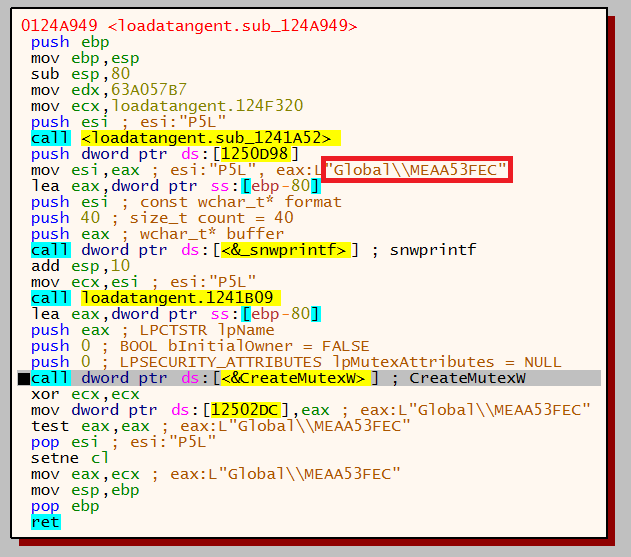 0124A949 <loadatangent.sub_124A949>
push ebp
mov ebp,esp
sub esp,80
mov edx,63A057B7
mov ecx,loadatangent.124F320
push esi ; esi:"P5L"
call <loadatangent.sub_1241A52>
push dword ptr ds:[1250D98]
mov esi,eax ; esi:"P5L", eax:L"Global\\MEAA53FEC"
lea eax,dword ptr ss:[ebp-80]
push esi ; const wchar_t* format
push 40 ; size_t count = 40
push eax ; wchar_t* buffer
call dword ptr ds:[<&_snwprintf>] ; snwprintf
add esp,10
mov ecx,esi ; esi:"P5L"
call loadatangent.1241B09
lea eax,dword ptr ss:[ebp-80]
push eax ; LPCTSTR lpName
push 0 ; BOOL bInitialOwner = FALSE
push 0 ; LPSECURITY_ATTRIBUTES lpMutexAttributes = NULL
call dword ptr ds:[<&CreateMutexW>] ; CreateMutexW
xor ecx,ecx
mov dword ptr ds:[12502DC],eax ; eax:L"Global\\MEAA53FEC"
test eax,eax ; eax:L"Global\\MEAA53FEC"
pop esi ; esi:"P5L"
setne cl
mov eax,ecx ; eax:L"Global\\MEAA53FEC"
mov esp,ebp
pop ebp
ret